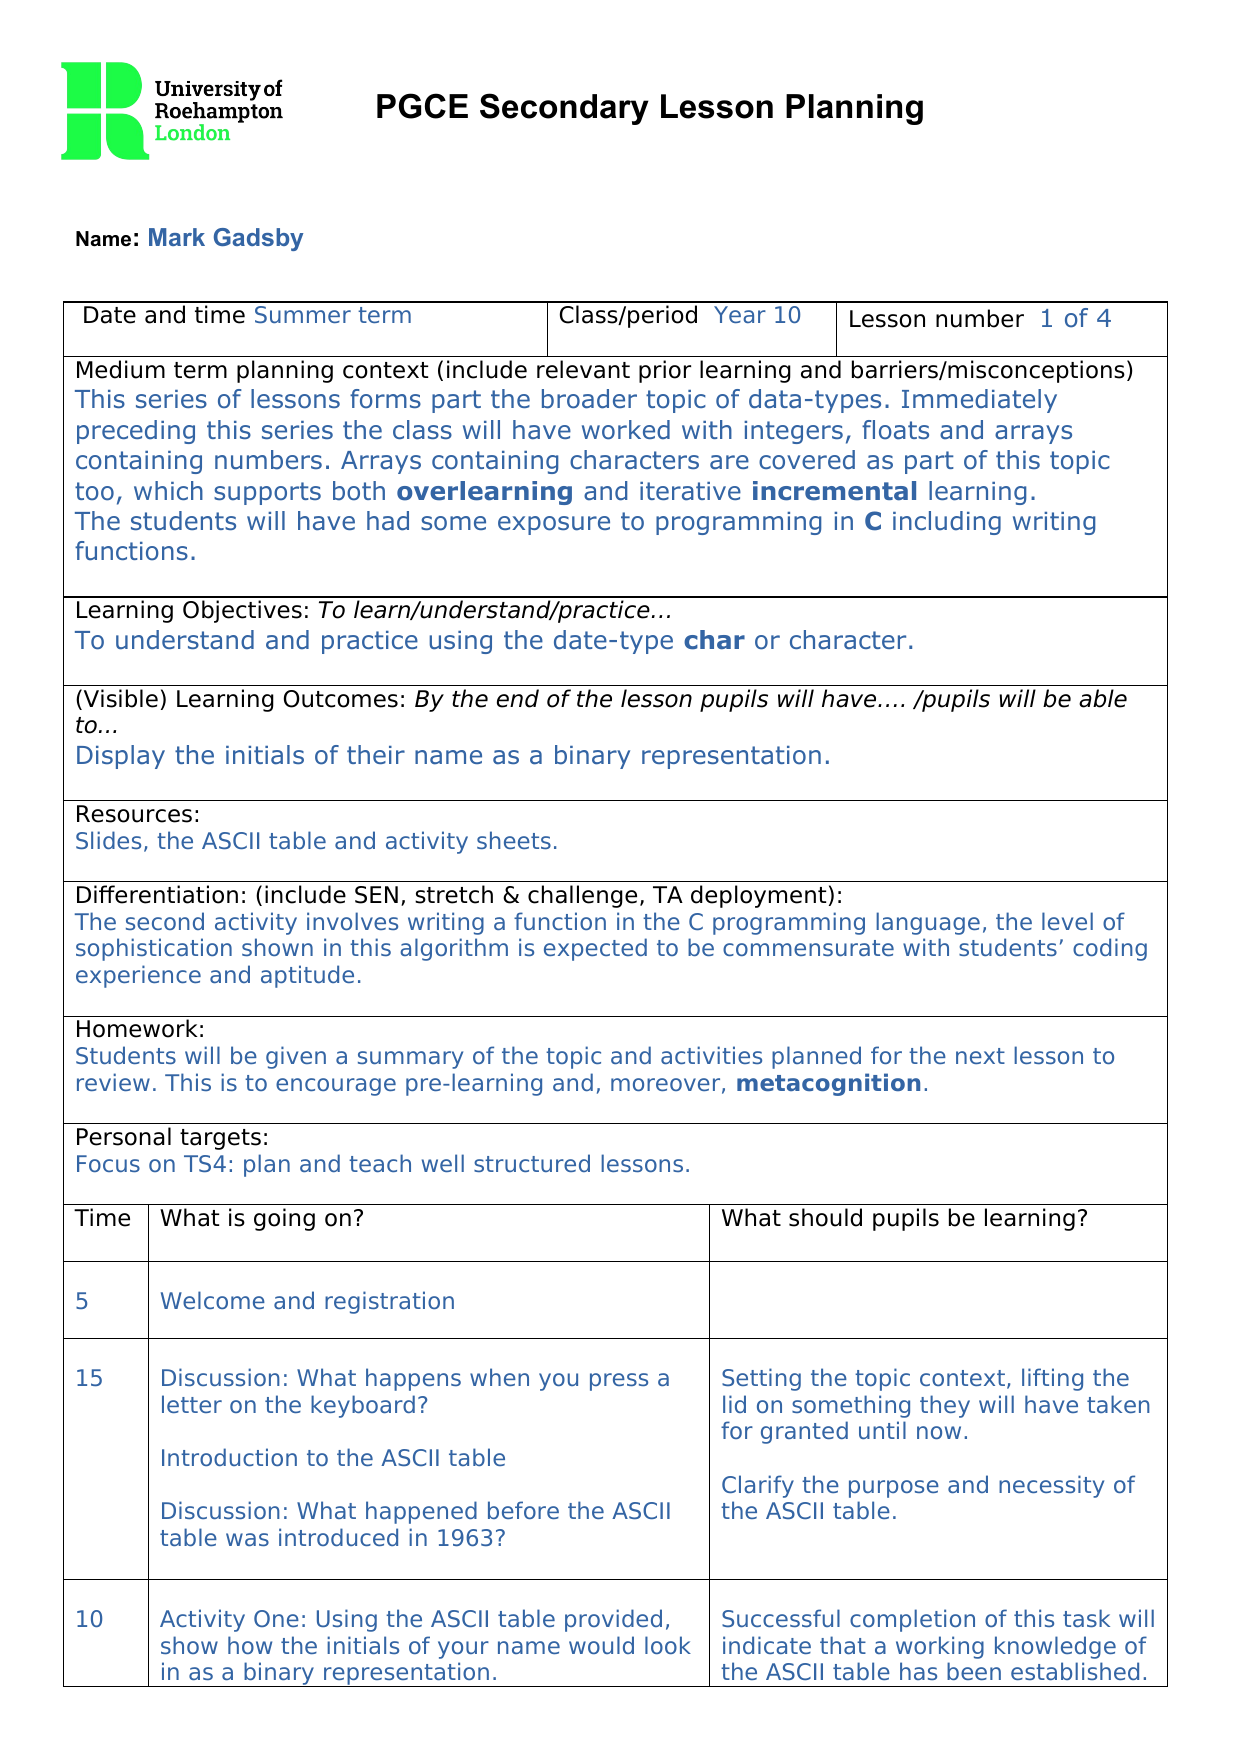 University of
Roehampton
London
PGCE Secondary Lesson Planning
Name: Mark Gadsby
Date and time Summer term
Class/period Year 10
Lesson number 1 of 4
Medium term planning context (include relevant prior learning and barriers/misconceptions)
This series of lessons forms part the broader topic of data-types. Immediately
preceding this series the class will have worked with integers, floats and arrays
containing numbers. Arrays containing characters are covered as part of this topic
too, which supports both overlearning and iterative incremental learning.
The students will have had some exposure to programming in C including writing
functions.
Learning Objectives: To learn/understand/practice…
To understand and practice using the date-type char or character.
(Visible) Learning Outcomes: By the end of the lesson pupils will have…. /pupils will be able
to…
Display the initials of their name as a binary representation.
Resources:
Slides, the ASCII table and activity sheets.
Differentiation: (include SEN, stretch & challenge, TA deployment):
The second activity involves writing a function in the C programming language, the level of
sophistication shown in this algorithm is expected to be commensurate with students’ coding
experience and aptitude.
Homework:
Students will be given a summary of the topic and activities planned for the next lesson to
review. This is to encourage pre-learning and, moreover, metacognition.
Personal targets:
Focus on TS4: plan and teach well structured lessons.
Time
What is going on?
What should pupils be learning?
5
Welcome and registration
15
Discussion: What happens when you press a
letter on the keyboard?
Introduction to the ASCII table
Discussion: What happened before the ASCII
table was introduced in 1963?
Setting the topic context, lifting the
lid on something they will have taken
for granted until now.
Clarify the purpose and necessity of
the ASCII table.
10
Activity One: Using the ASCII table provided,
show how the initials of your name would look
in as a binary representation.
Successful completion of this task will
indicate that a working knowledge of
the ASCII table has been established.